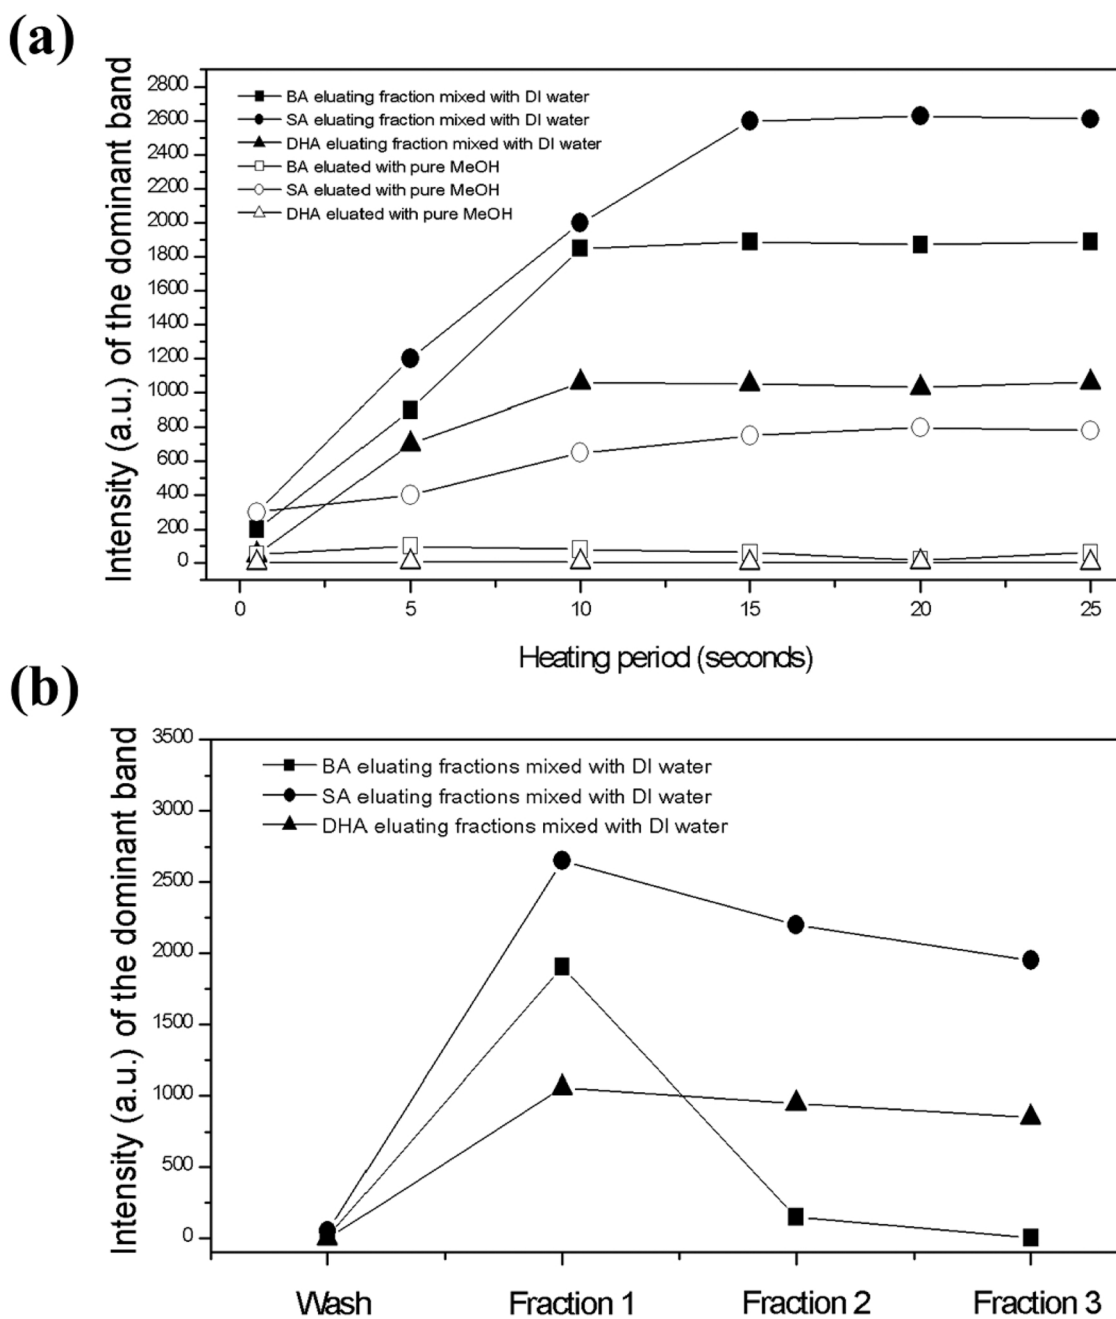 (a)
Intensity (a.u.) of the dominant band
2800
2600
2400
2200
2000
1800
1600
1400
1200
1000
800
600
400
200
0
BA eluating fraction mixed with DI water
SA eluating fraction mixed with DI water
DHA eluating fraction mixed with DI water
BA eluated with pure MeOH
SA eluated with pure MeOH
DHA eluated with pure MeOH
0 5 10 15 20 25
Heating period (seconds)
(b)
Intensity (a.u.) of the dominant band
3500
3000
2500
2000
1500
1000
500
0
BA eluating fractions mixed with DI water
SA eluating fractions mixed with DI water
DHA eluating fractions mixed with DI water
Wash Fraction 1 Fraction 2 Fraction 3